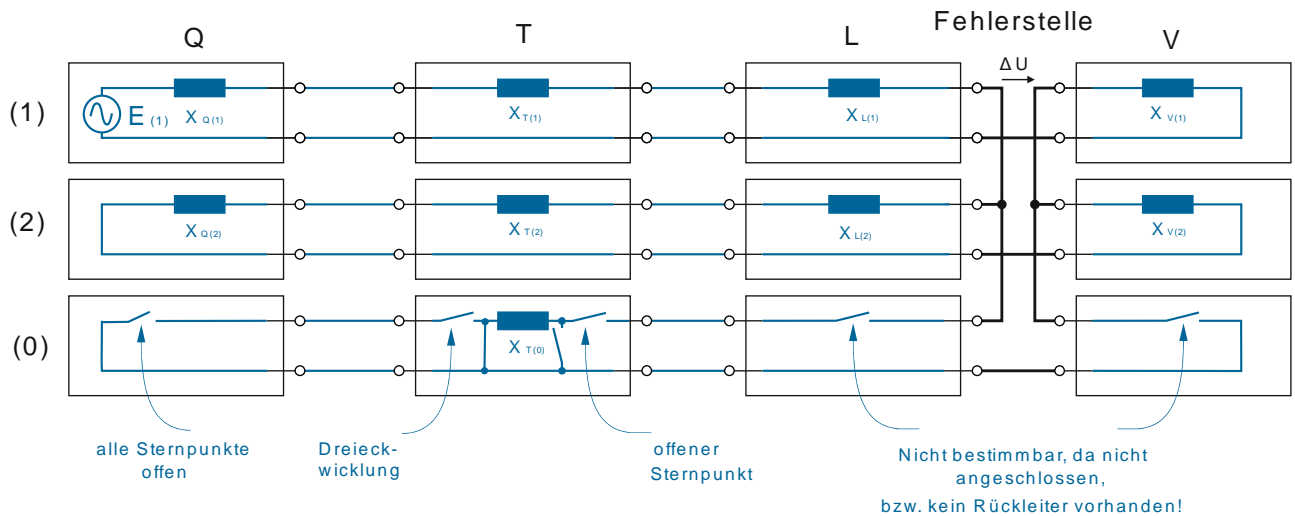 Q
T
L
Fehlerstelle
V
Δ U
(1)
E (1)
X Q(1)
X T(1)
X L(1)
X V(1)
(2)
X Q(2)
X T(2)
X L(2)
X V(2)
(0)
X T(0)
alle Sternpunkte
offen
Dreieck-
wicklung
offener
Sternpunkt
Nicht bestimmbar, da nicht
angeschlossen,
bzw. kein Rückleiter vorhanden!